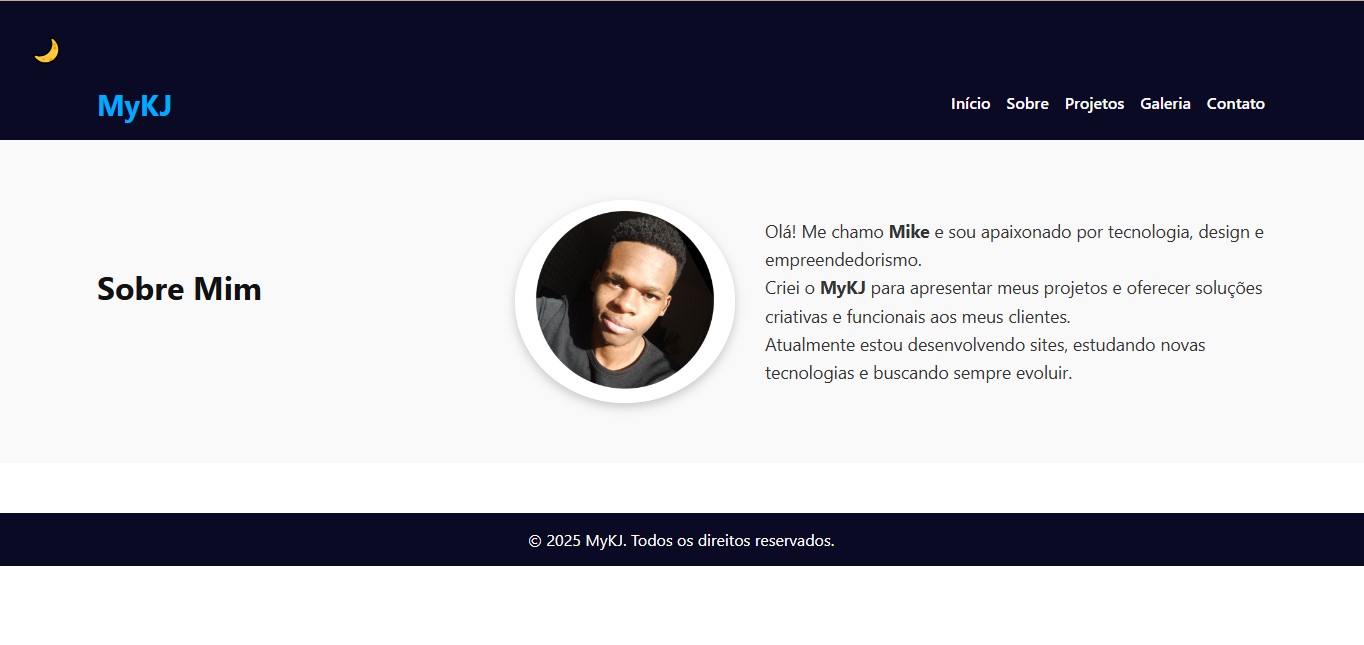 MyKJ
Início Sobre Projetos Galeria Contato
Sobre Mim
Olá! Me chamo Mike e sou apaixonado por tecnologia, design e
empreendedorismo.
Criei o MyKJ para apresentar meus projetos e oferecer soluções
criativas e funcionais aos meus clientes.
Atualmente estou desenvolvendo sites, estudando novas
tecnologias e buscando sempre evoluir.
© 2025 MyKJ. Todos os direitos reservados.